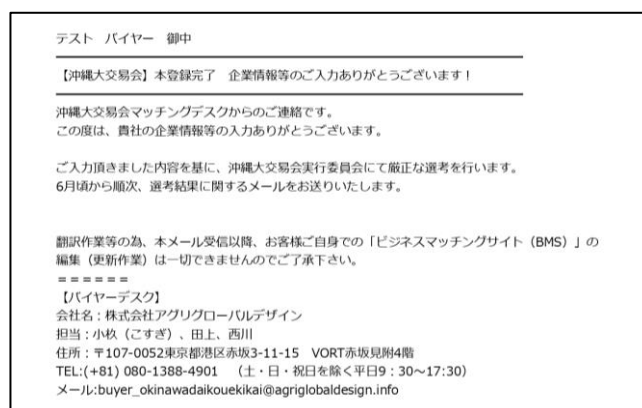 テスト　バイヤー　御中
【沖縄大交易会】本登録完了　企業情報等のご入力ありがとうございます！
沖縄大交易会マッチングデスクからのご連絡です。
この度は、貴社の企業情報等の入力ありがとうございます。
ご入力頂きました内容を基に、沖縄大交易会実行委員会にて厳正な選考を行います。
6月頃から順次、選考結果に関するメールをお送りいたします。
翻訳作業等の為、本メール受信以降、お客様ご自身での「ビジネスマッチングサイト（BMS）」の
編集（更新作業）は一切できませんのでご了承下さい。
＝＝＝＝＝＝
【バイヤーデスク】
会社名：株式会社アグリグローバルデザイン
担当：小杦（こすぎ）、田上、西川
住所：〒107-0052東京都港区赤坂3-11-15　VORT赤坂見附4階
TEL:(+81) 080-1388-4901　（土・日・祝日を除く平日9：30～17:30）
メール:buyer_okinawadaikouekikai@agriglobaldesign.info